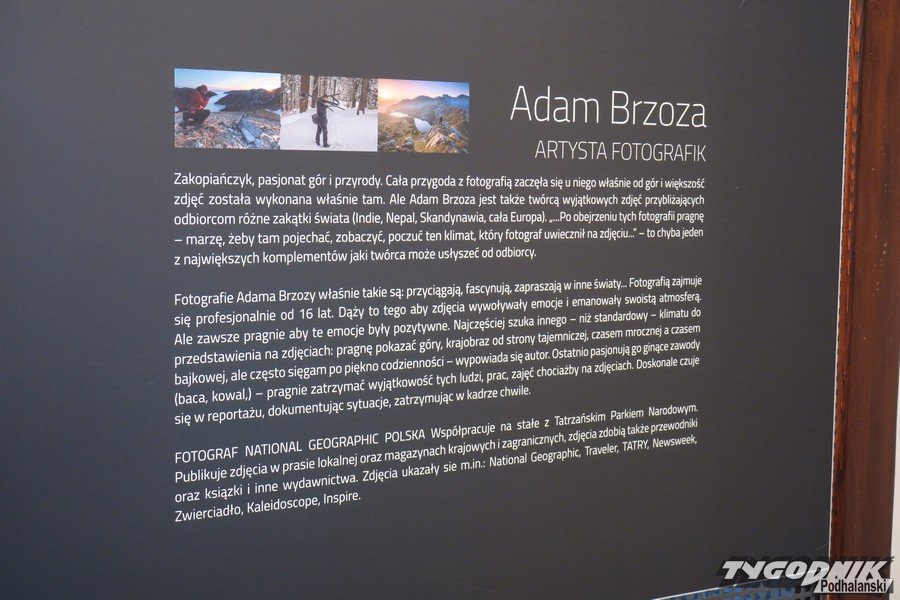 Adam Brzoza
ARTYSTA FOTOGRAFIK
Zakopiańczyk, pasjonat gór i przyrody. Cała przygoda z fotografią zaczęła się u niego właśnie od gór i większość
zdjęć została wykonana właśnie tam. Ale Adam Brzoza jest także twórcą wyjątkowych zdjęć przybliżających
odbiorcom różne zakątki świata (Indie, Nepal, Skandynawia, cała Europa). „...Po obejrzeniu tych fotografii pragnę
– marzę, żeby tam pojechać, zobaczyć, poczuć ten klimat, który fotograf uwiecznił na zdjęciu...” – to chyba jeden
z największych komplementów jaki twórca może usłyszeć od odbiorcy.
Fotografie Adama Brzozy właśnie takie są: przyciągają, fascynują, zapraszają w inne światy... Fotografią zajmuje
się profesjonalnie od 16 lat. Dąży to tego aby zdjęcia wywoływały emocje i emanowały swoistą atmosferą.
Ale zawsze pragnie aby te emocje były pozytywne. Najczęściej szuka innego – niż standardowy – klimatu do
przedstawienia na zdjęciach: pragnę pokazać góry, krajobraz od strony tajemniczej, czasem mrocznej a czasem
bajkowej, ale często sięgam po piękno codzienności – wypowiada się autor. Ostatnio pasjonują go ginące zawody
(baca, kowal,) – pragnie zatrzymać wyjątkowość tych ludzi, prac, zajęć chociażby na zdjęciach. Doskonale czuje
się w reportażu, dokumentując sytuacje, zatrzymując w kadrze chwile.
FOTOGRAF NATIONAL GEOGRAPHIC POLSKA Współpracuje na stałe z Tatrzańskim Parkiem Narodowym.
Publikuje zdjęcia w prasie lokalnej oraz magazynach krajowych i zagranicznych, zdjęcia zdobią także przewodniki
oraz książki i inne wydawnictwa. Zdjęcia ukazały sie m.in.: National Geographic, Traveler, TATRY, Newsweek,
Zwierciadło, Kaleidoscope, Inspire.
TYGODNIK
Podhalański